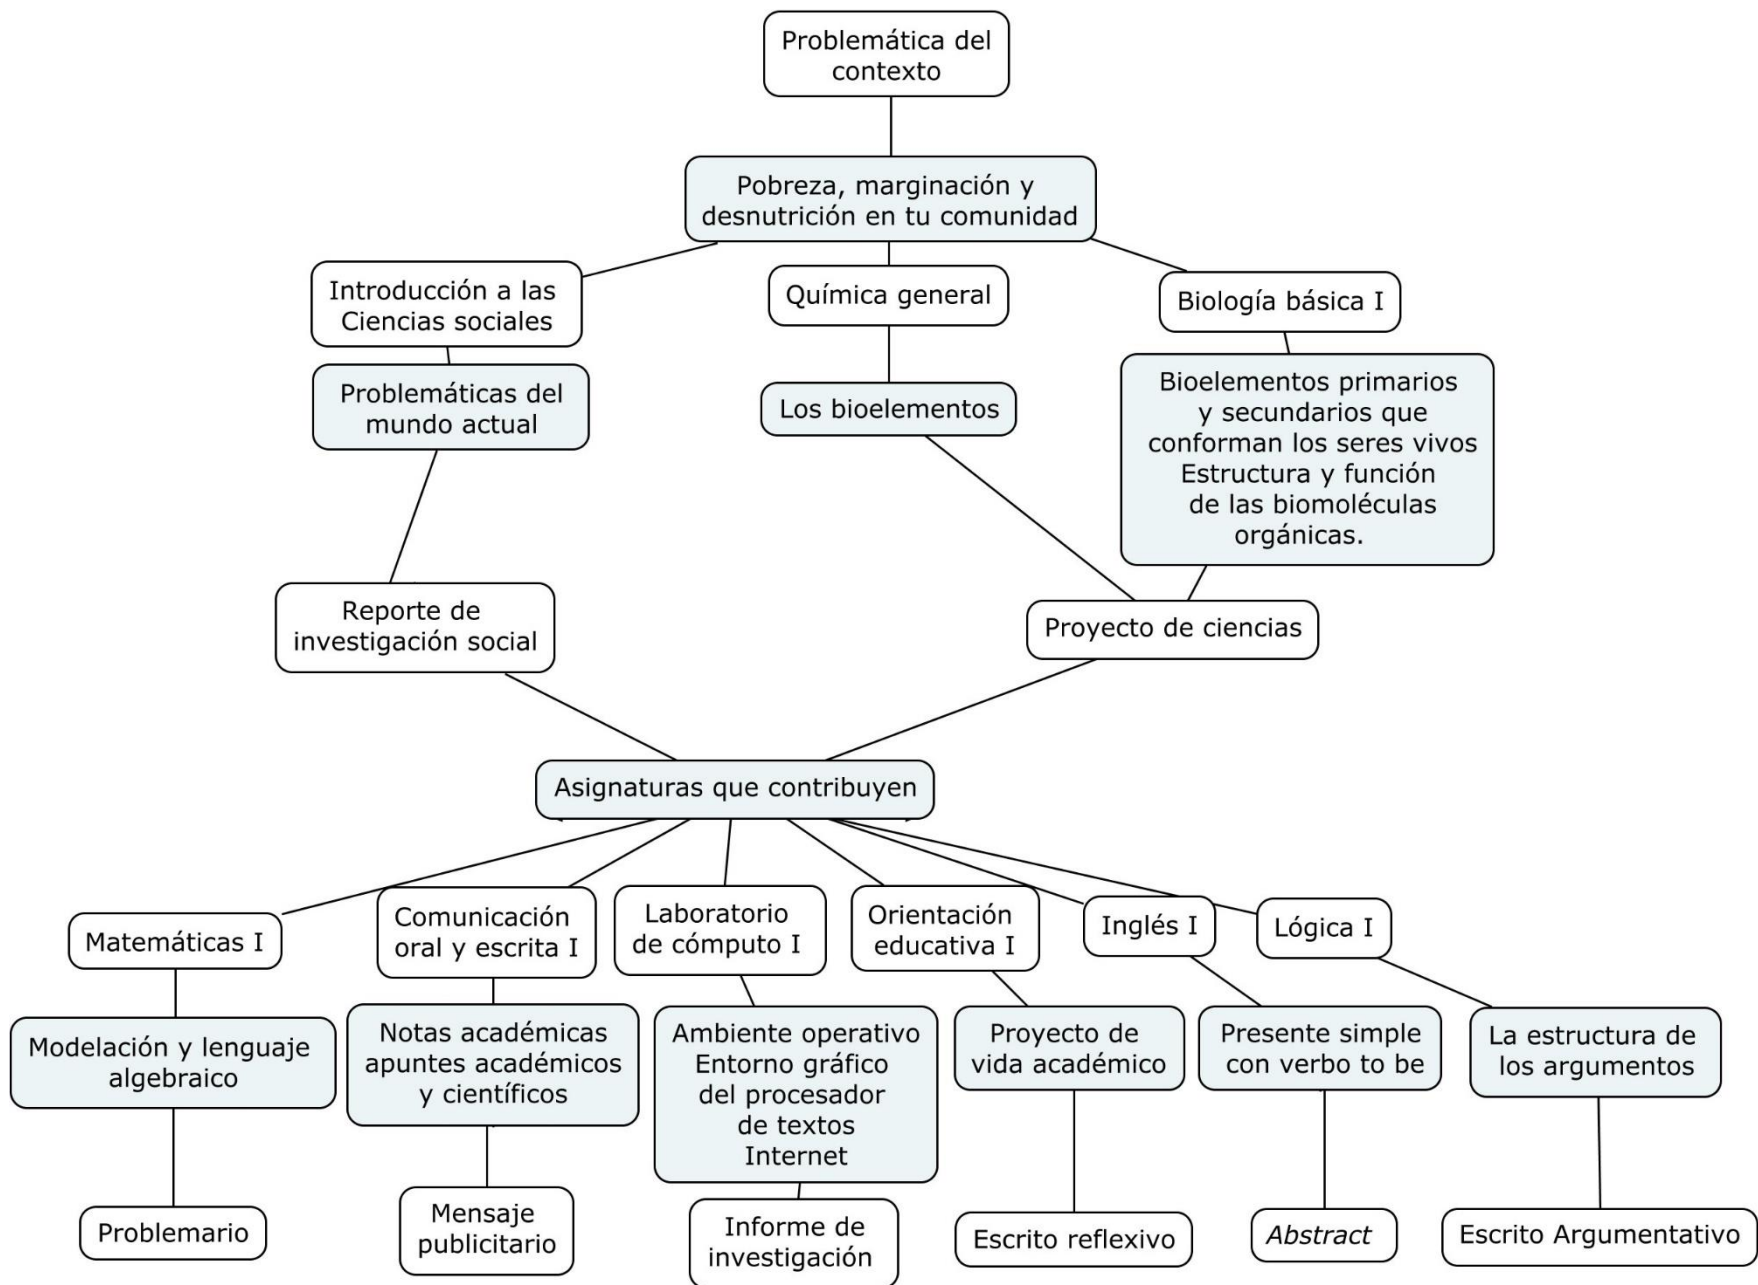 Problemática del
contexto
Pobreza, marginación y
desnutrición en tu comunidad
Introducción a las
Ciencias sociales
Química general
Biología básica I
Problemáticas del
mundo actual
Los bioelementos
Bioelementos primarios
y secundarios que
conforman los seres vivos
Estructura y función
de las biomoléculas
orgánicas.
Reporte de
investigación social
Proyecto de ciencias
Asignaturas que contribuyen
Matemáticas I
Comunicación
oral y escrita I
Laboratorio
de cómputo I
Orientación
educativa I
Inglés I
Lógica I
Modelación y lenguaje
algebraico
Notas académicas
apuntes académicos
y científicos
Ambiente operativo
Entorno gráfico
del procesador
de textos
Internet
Proyecto de
vida académico
Presente simple
con verbo to be
La estructura de
los argumentos
Problemario
Mensaje
publicitario
Informe de
investigación
Escrito reflexivo
Abstract
Escrito Argumentativo